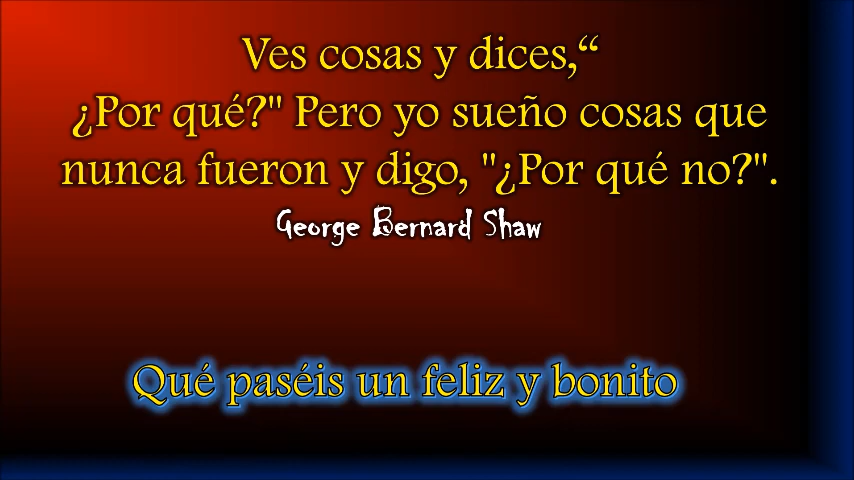 Ves cosas y dices,“
¿Por qué?" Pero yo sueño cosas que
nunca fueron y digo, "¿Por qué no?".
George Bernard Shaw
Qué paséis un feliz y bonito